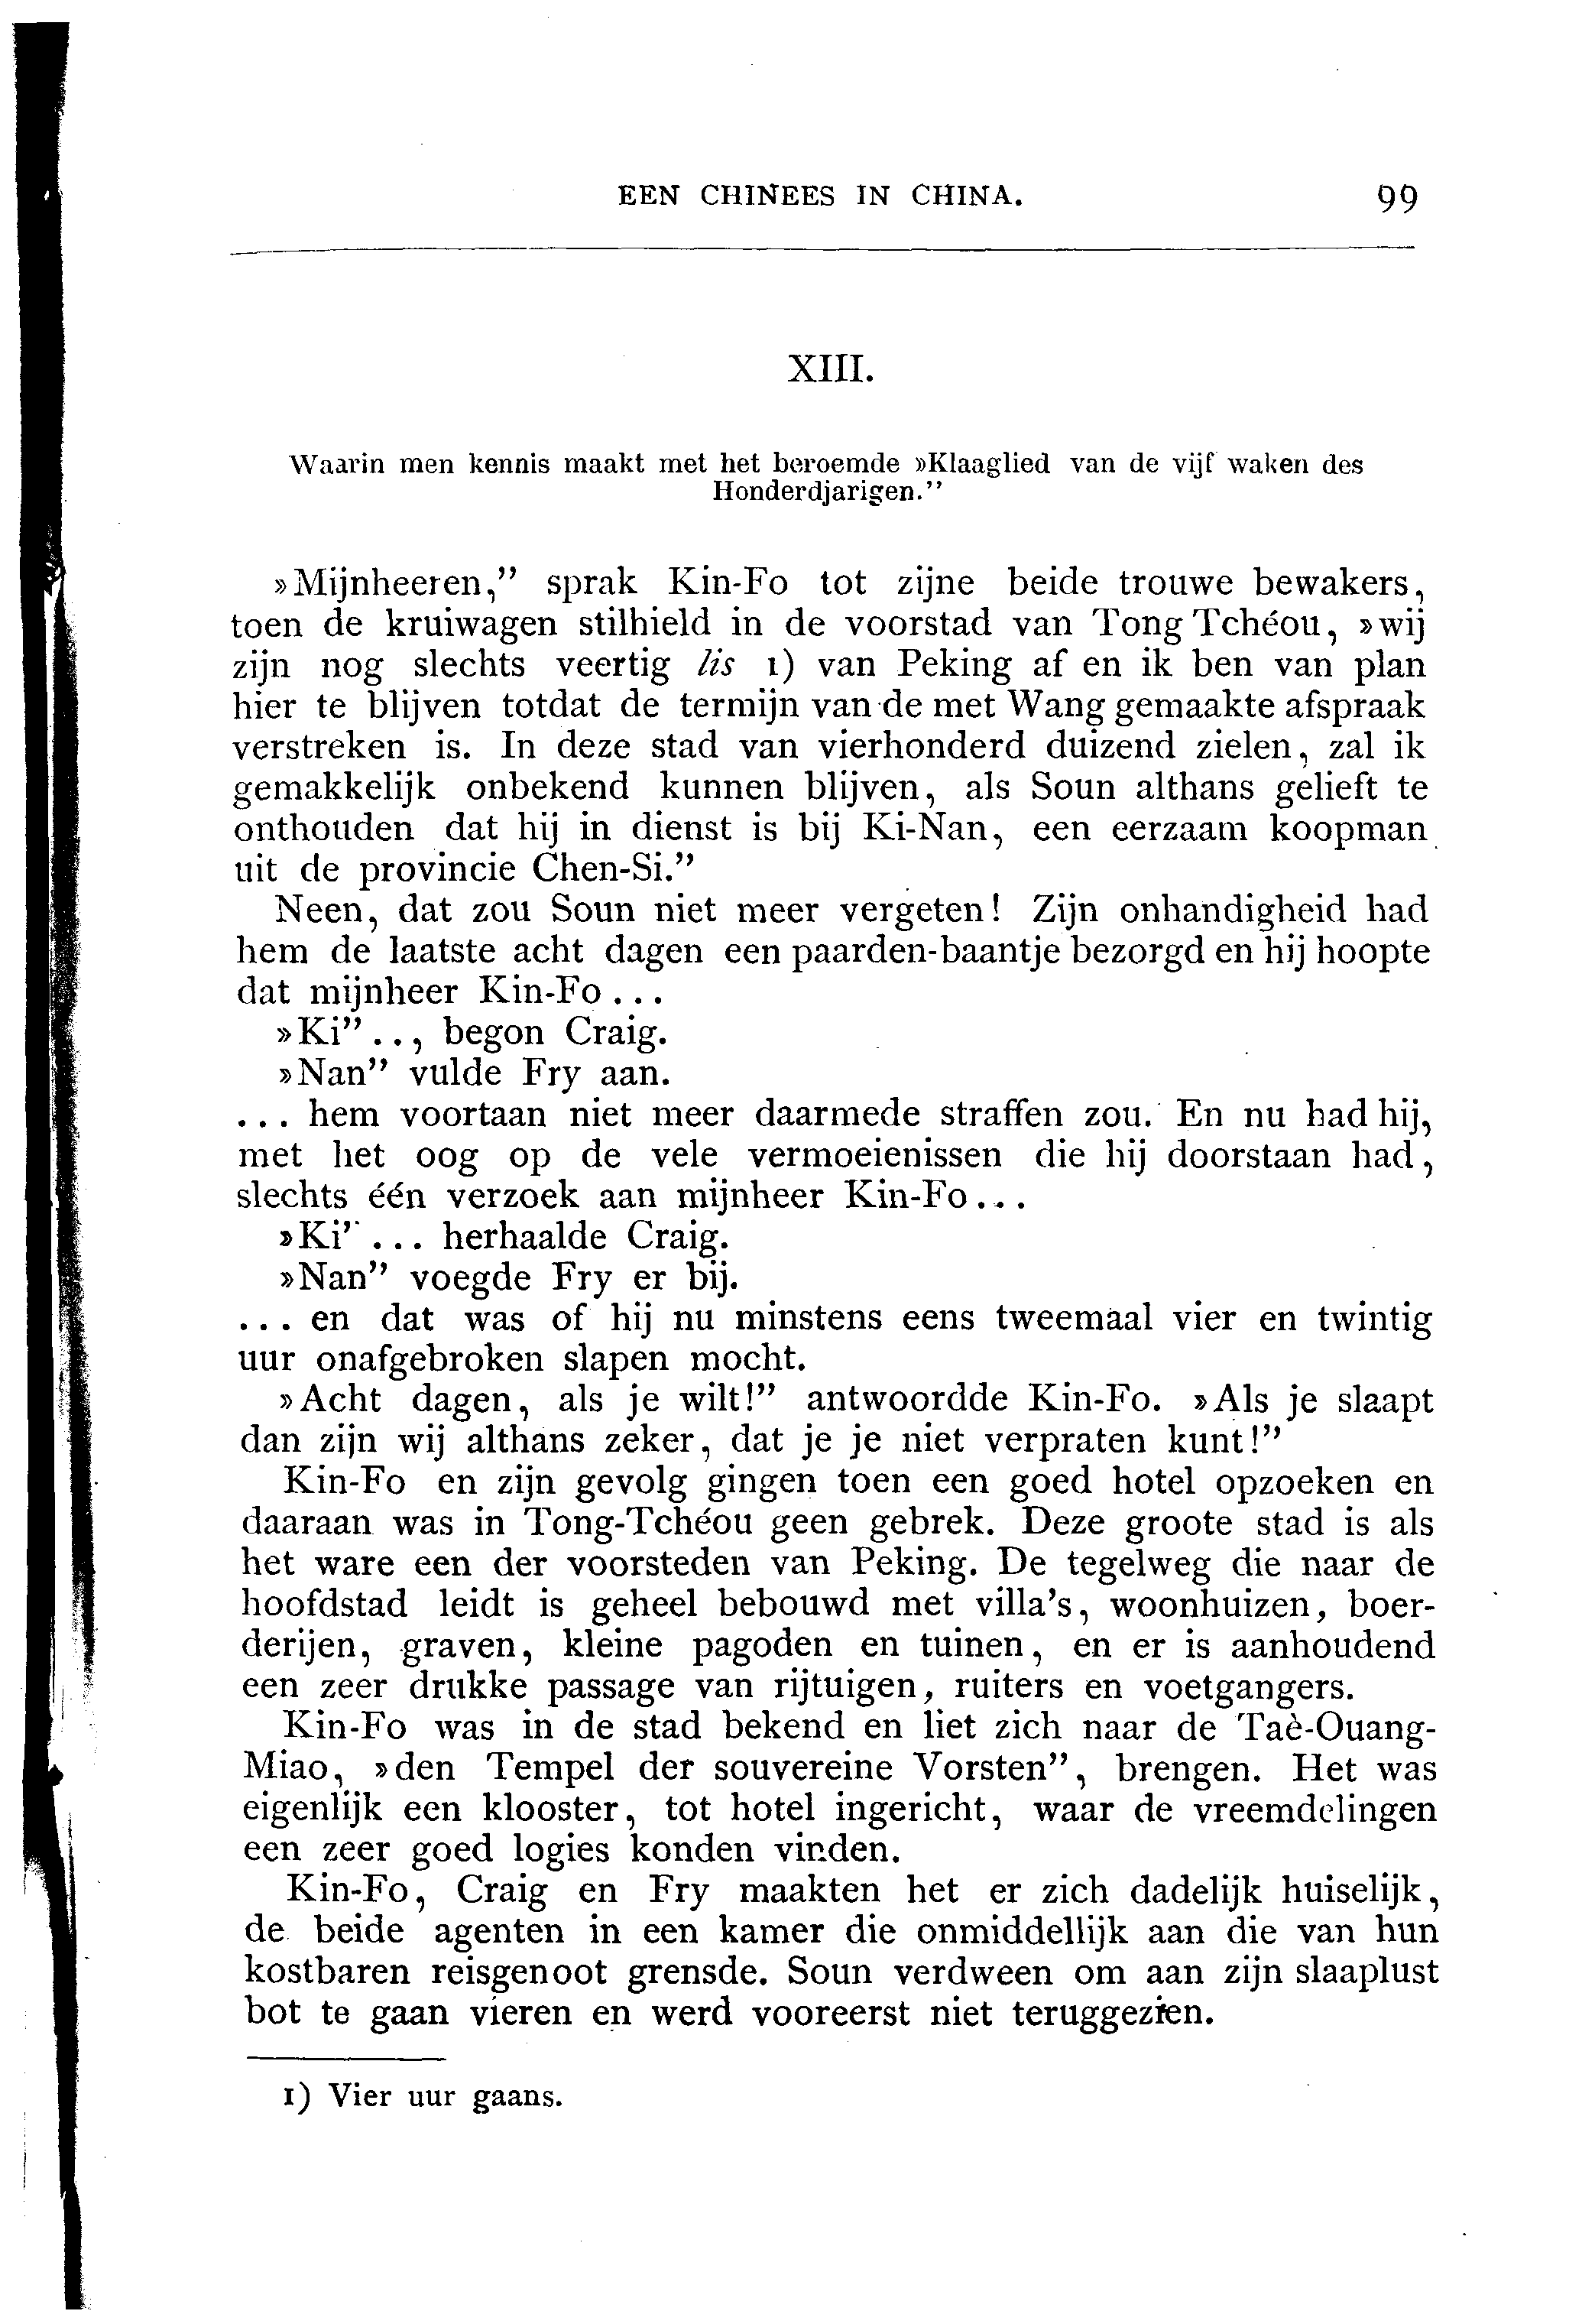 EEN CHINEES IN CHINA. 99
XIII.
Waarin men kennis maakt met het beroemde »Klaaglied van de vijf waken des
Honderdjarigen.”
»Mijnheeren,” sprak Kin-Fo tot zijne beide trouwe bewakers,
toen de kruiwagen stilhield in de voorstad van Tong Tchéou, »wij
zijn nog slechts veertig lis 1) van Peking af en ik ben van plan
hier te blijven totdat de termijn van de met Wang gemaakte afspraak
verstreken is. In deze stad van vierhonderd duizend zielen, zal ik
gemakkelijk onbekend kunnen blijven, als Soun althans gelieft te
onthouden dat hij in dienst is bij Ki-Nan, een eerzaam koopman
uit de provincie Chen-Si.”
Neen, dat zou Soun niet meer vergeten! Zijn onhandigheid had
hem de laatste acht dagen een paarden-baantje bezorgd en hij hoopte
dat mijnheer Kin-Fo...
»Ki” .., begon Craig.
»Nan” vulde Fry aan.
... hem voortaan niet meer daarmede straffen zou. En nu had hij,
met het oog op de vele vermoeienissen die hij doorstaan had,
slechts één verzoek aan mijnheer Kin-Fo...
»Ki” ... herhaalde Craig.
»Nan” voegde Fry er bij.
... en dat was of hij nu minstens eens tweemaal vier en twintig
uur onafgebroken slapen mocht.
»Acht dagen, als je wilt!” antwoordde Kin-Fo. »Als je slaapt
dan zijn wij althans zeker, dat je je niet verpraten kunt!”
Kin-Fo en zijn gevolg gingen toen een goed hotel opzoeken en
daaraan was in Tong-Tchéou geen gebrek. Deze groote stad is als
het ware een der voorsteden van Peking. De tegelweg die naar de
hoofdstad leidt is geheel bebouwd met villa's, woonhuizen, boer-
derijen, graven, kleine pagoden en tuinen, en er is aanhoudend
een zeer drukke passage van rijtuigen, ruiters en voetgangers.
Kin-Fo was in de stad bekend en liet zich naar de Taè-Ouang-
Miao, »den Tempel der souvereine Vorsten”, brengen. Het was
eigenlijk een klooster, tot hotel ingericht, waar de vreemdelingen
een zeer goed logies konden vinden.
Kin-Fo, Craig en Fry maakten het er zich dadelijk huiselijk,
de beide agenten in een kamer die onmiddellijk aan die van hun
kostbaren reisgenoot grensde. Soun verdween om aan zijn slaaplust
bot te gaan vieren en werd vooreerst niet teruggezien.
1) Vier uur gaans.